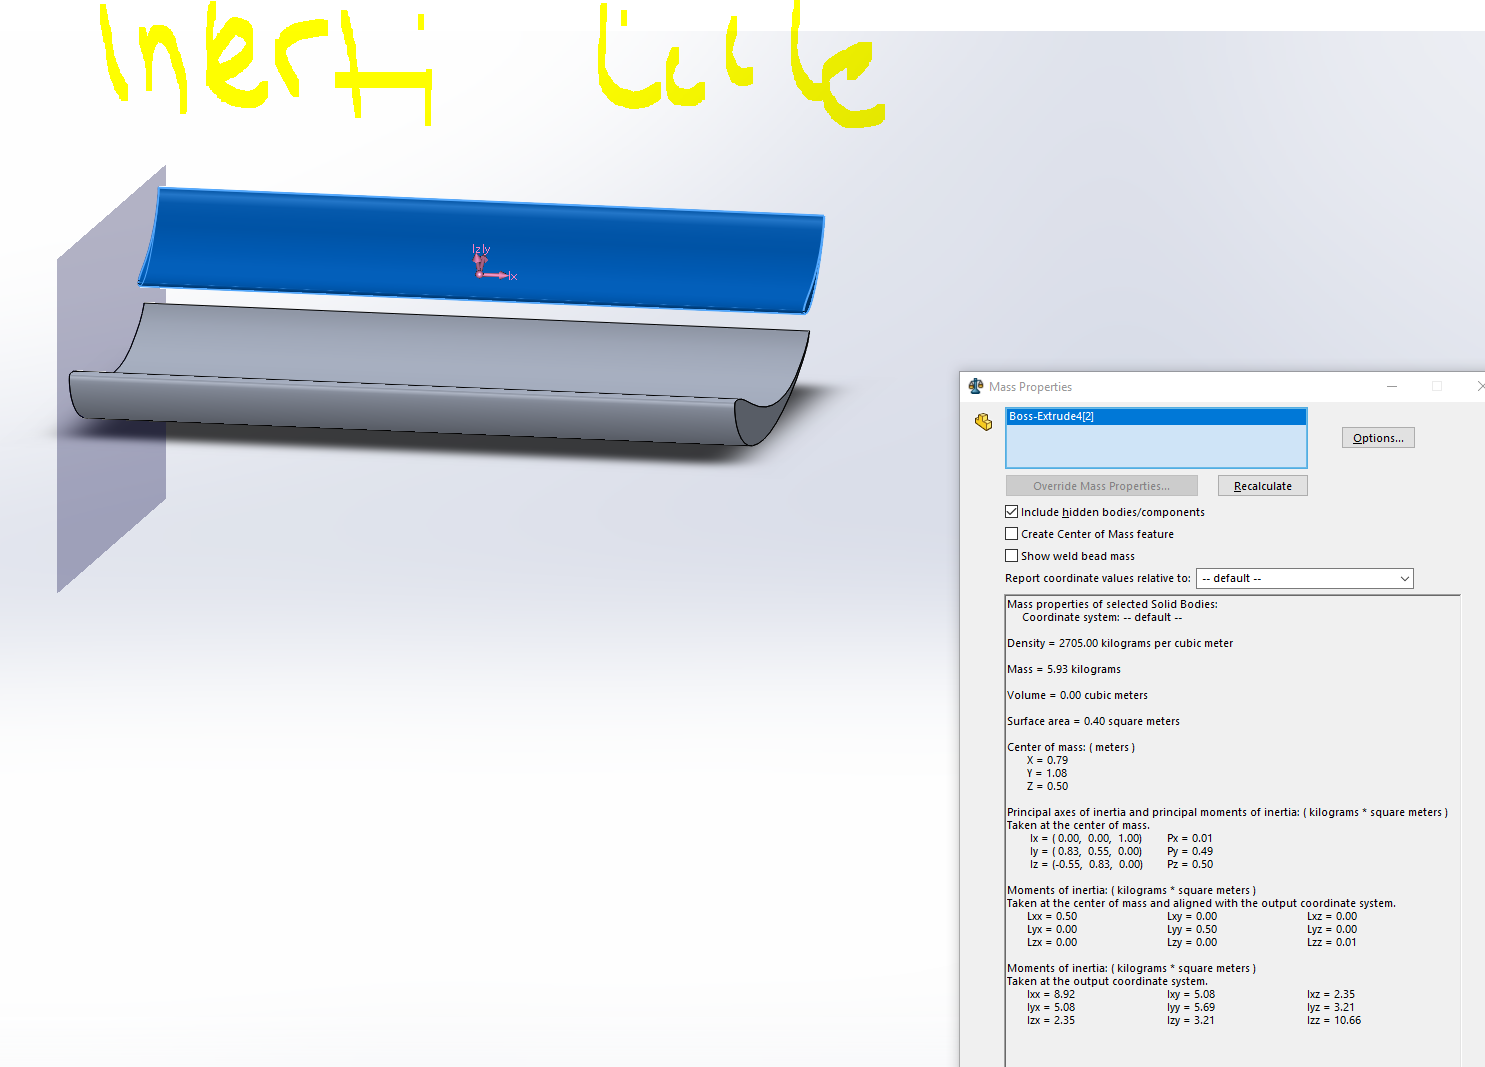 Inerti
IzIy
Ix
Mass Properties
Boss-Extrude4[2]
Options...
Override Mass Properties...
Recalculate
Include hidden bodies/components
Create Center of Mass feature
Show weld bead mass
Report coordinate values relative to: -- default --
Mass properties of selected Solid Bodies:
Coordinate system: -- default --
Density = 2705.00 kilograms per cubic meter
Mass = 5.93 kilograms
Volume = 0.00 cubic meters
Surface area = 0.40 square meters
Center of mass: ( meters )
X = 0.79
Y = 1.08
Z = 0.50
Principal axes of inertia and principal moments of inertia: ( kilograms * square meters )
Taken at the center of mass.
Ix = ( 0.00, 0.00, 1.00) Px = 0.01
Iy = ( 0.83, 0.55, 0.00) Py = 0.49
Iz = (-0.55, 0.83, 0.00) Pz = 0.50
Moments of inertia: ( kilograms * square meters )
Taken at the center of mass and aligned with the output coordinate system.
Lxx = 0.50 Lxy = 0.00 Lxz = 0.00
Lyx = 0.00 Lyy = 0.50 Lyz = 0.00
Lzx = 0.00 Lzy = 0.00 Lzz = 0.01
Moments of inertia: ( kilograms * square meters )
Taken at the output coordinate system.
Ixx = 8.92 Ixy = 5.08 Ixz = 2.35
Iyx = 5.08 Iyy = 5.69 Iyz = 3.21
Izx = 2.35 Izy = 3.21 Izz = 10.66